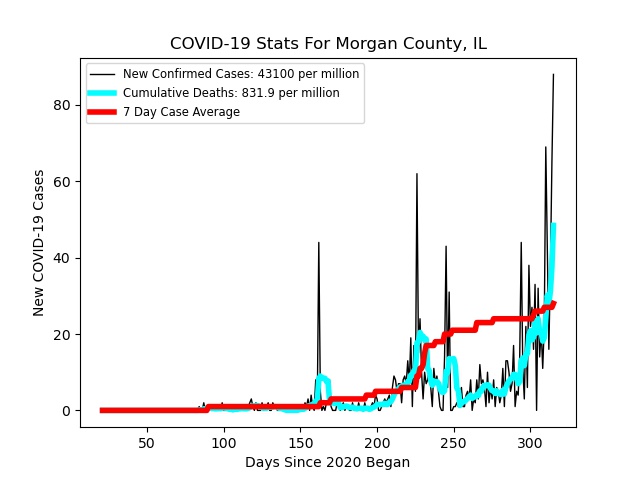 COVID-19 Stats For Morgan County, IL
New Confirmed Cases: 43100 per million
Cumulative Deaths: 831.9 per million
7 Day Case Average
New COVID-19 Cases
80
60
40
20
0
50 100 150 200 250 300
Days Since 2020 Began